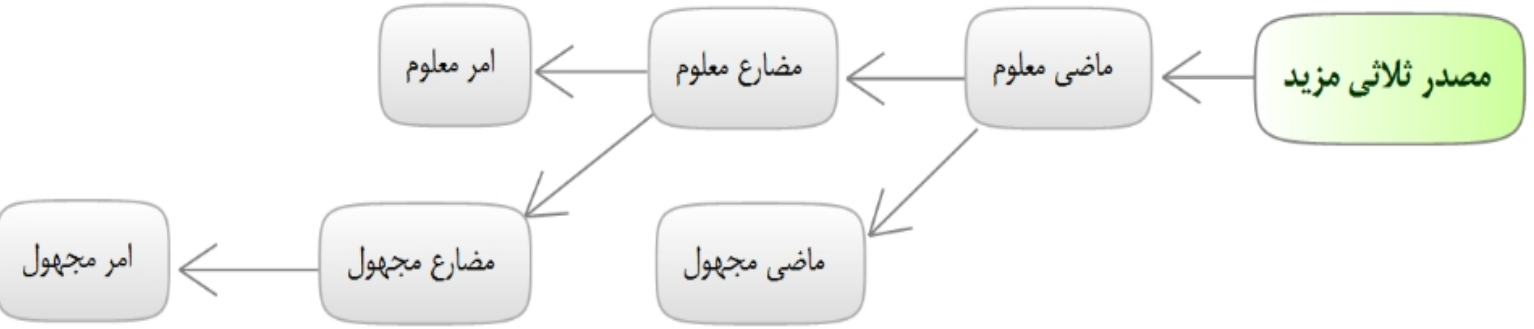 مصدر ثلاثی مزید
ماضی معلوم
مضارع معلوم
امر معلوم
ماضی مجهول
مضارع مجهول
امر مجهول